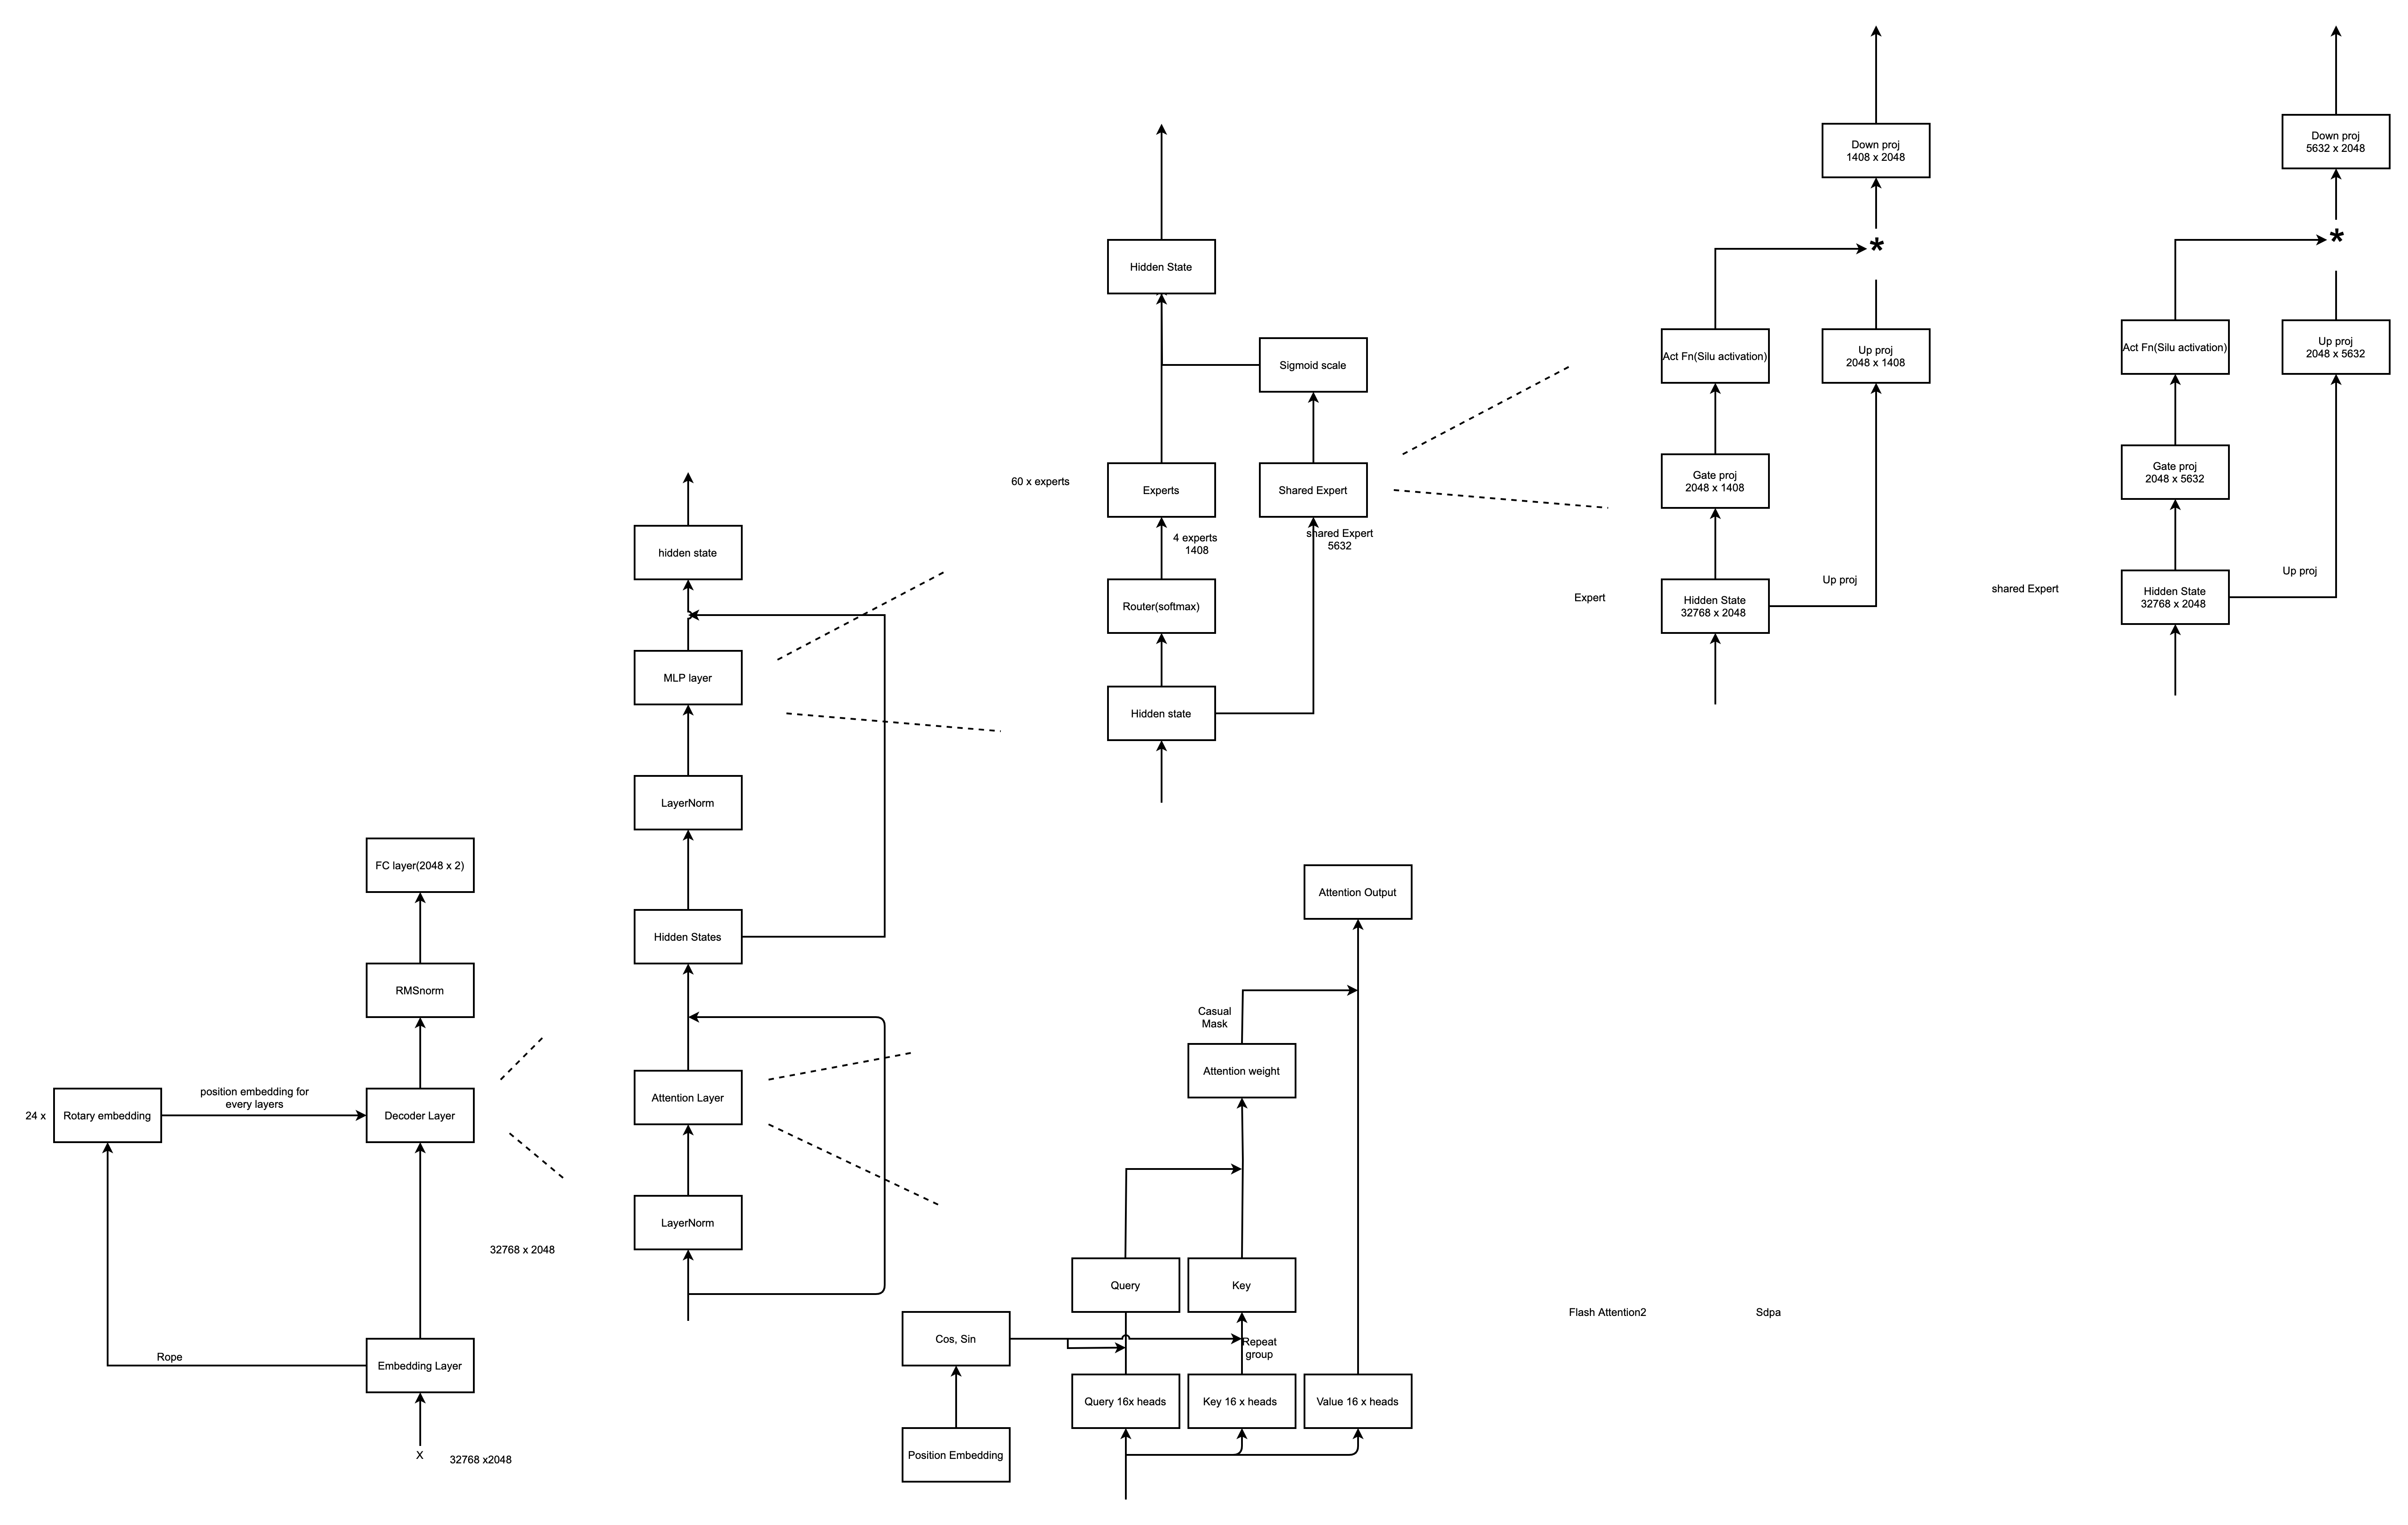 FC layer(2048 x 2)
RMSnorm
24 x
Rotary embedding
position embedding for
every layers
Decoder Layer
Rope
Embedding Layer
X
32768 x2048
32768 x 2048
hidden state
MLP layer
LayerNorm
Hidden States
Attention Layer
LayerNorm
Hidden State
Sigmoid scale
60 x experts
Experts
Shared Expert
4 experts
1408
shared Expert
5632
Router(softmax)
Hidden state
Attention Output
Casual
Mask
Attention weight
Query
Key
Cos, Sin
Repeat
group
Query 16x heads
Key 16 x heads
Value 16 x heads
Position Embedding
Flash Attention2
Sdpa
Down proj
1408 x 2048
*
Act Fn(Silu activation)
Up proj
2048 x 1408
Gate proj
2048 x 1408
Expert
Hidden State
32768 x 2048
Up proj
Down proj
5632 x 2048
*
Act Fn(Silu activation)
Up proj
2048 x 5632
Gate proj
2048 x 5632
shared Expert
Hidden State
32768 x 2048
Up proj